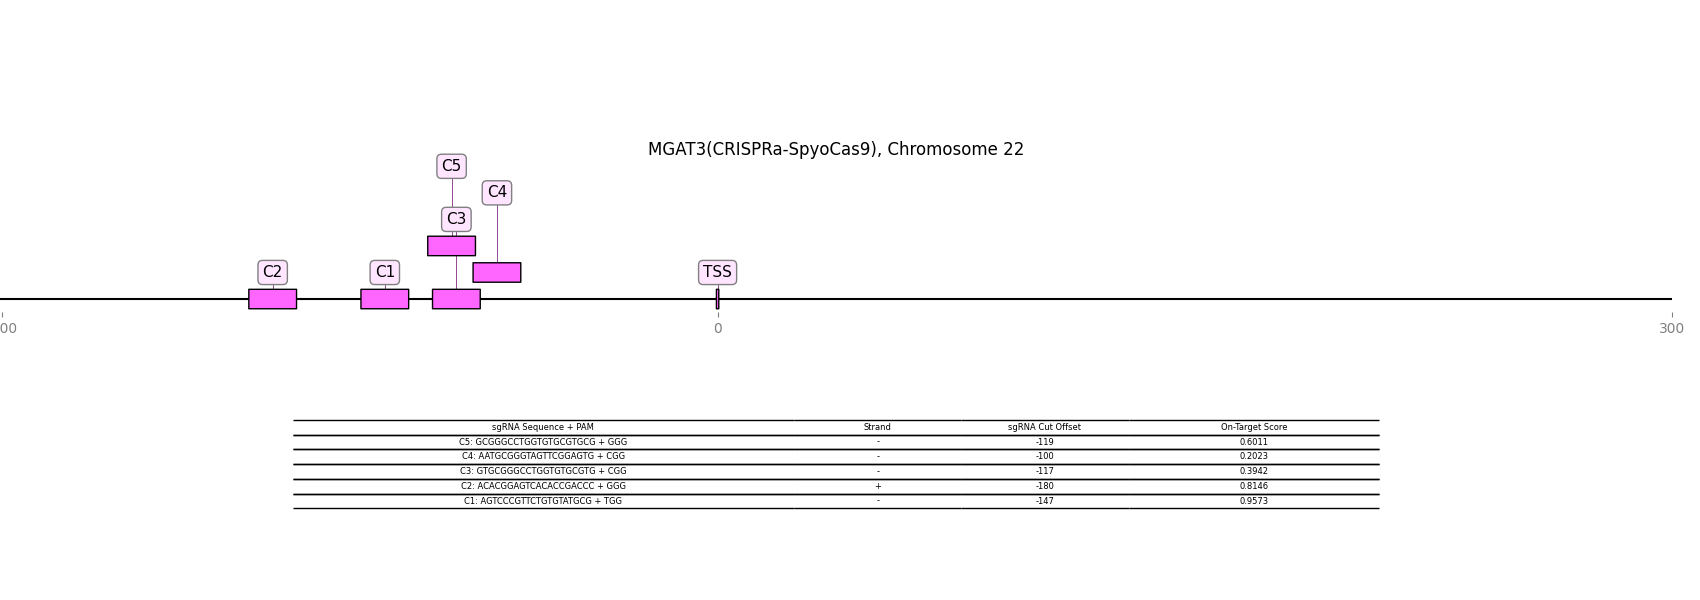 MGAT3(CRISPRa-SpyoCas9), Chromosome 22
C5
C4
C3
C2 C1 TSS
00 0 300
sgRNA Sequence + PAM Strand sgRNA Cut Offset On-Target Score
C5: GCGGGCCTGGTGTGCGTGCG + GGG - -119 0.6011
C4: AATGCGGGTAGTTCGGAGTG + CGG - -100 0.2023
C3: GTGCGGGCCTGGTGTGCGTG + CGG - -117 0.3942
C2: ACACGGAGTCACACCGACCC + GGG + -180 0.8146
C1: AGTCCCGTTCTGTGTATGCG + TGG - -147 0.9573